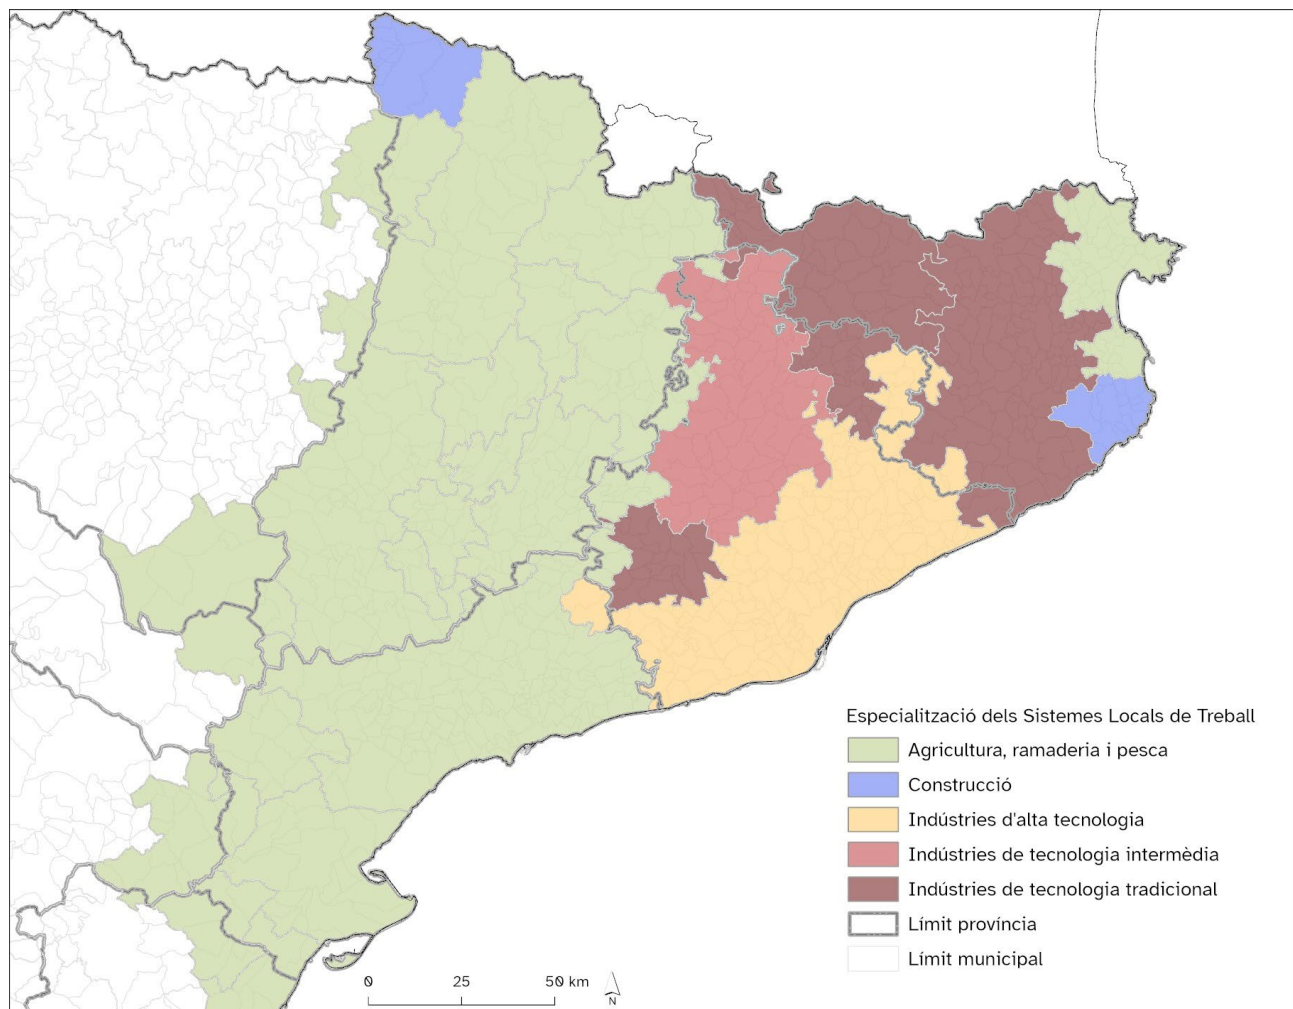 Especialització dels Sistemes Locals de Treball
Agricultura, ramaderia i pesca
Construcció
Indústries d'alta tecnologia
Indústries de tecnologia intermèdia
Indústries de tecnologia tradicional
Límit província
Límit municipal
0 25 50 km
N